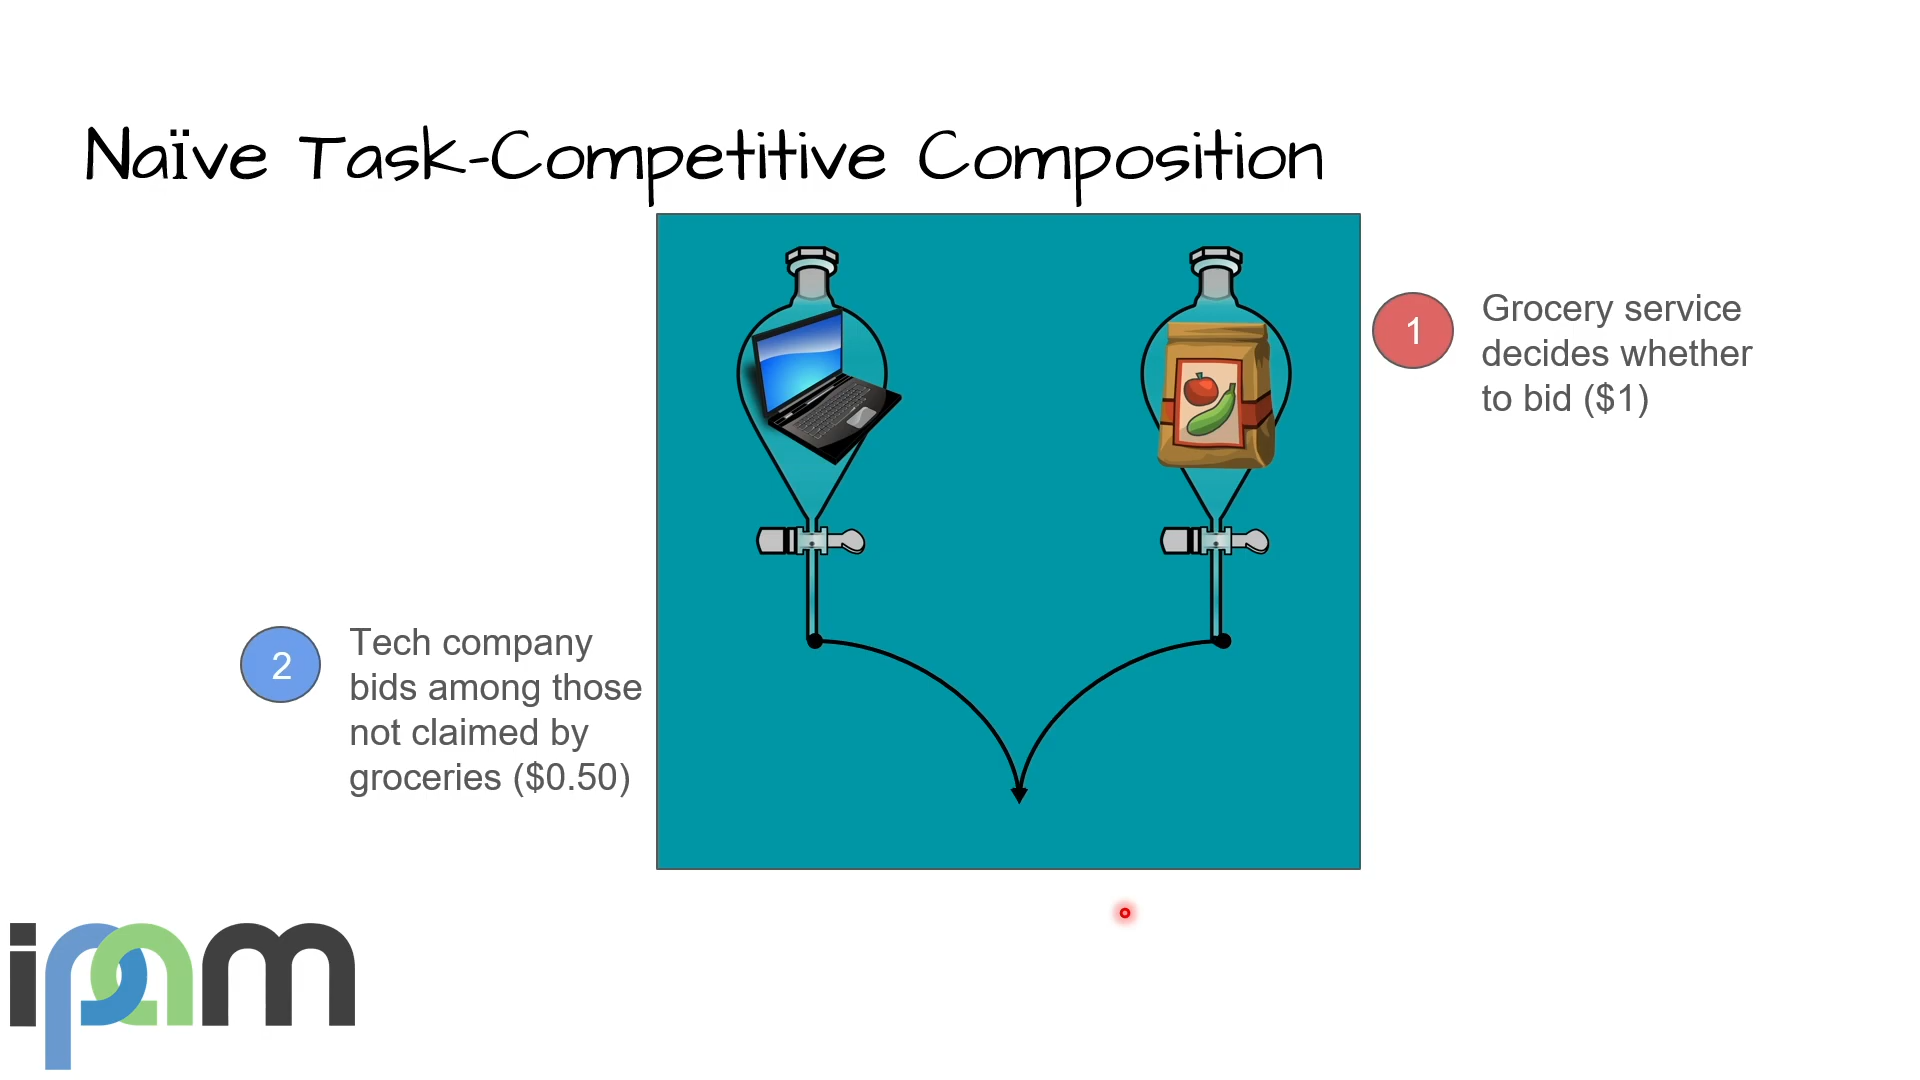 Naïve Task-Competitive Composition
1
Grocery service
decides whether
to bid ($1)
2
Tech company
bids among those
not claimed by
groceries ($0.50)
ipam